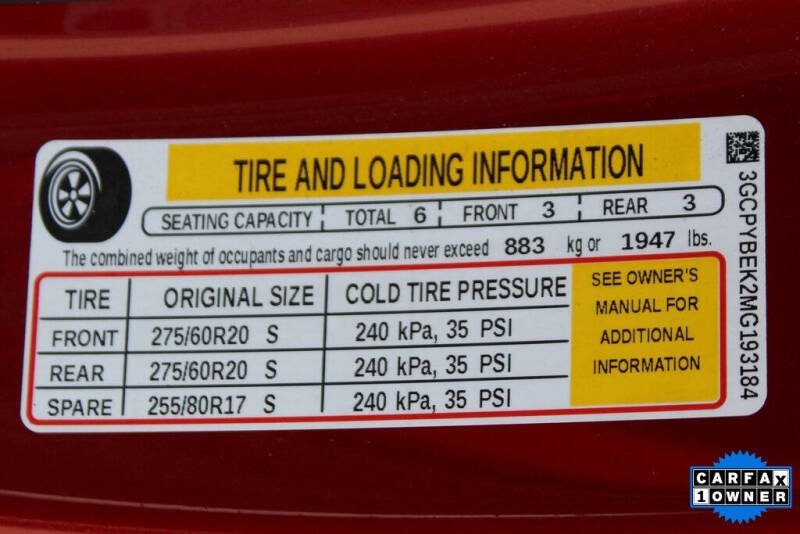 TIRE AND LOADING INFORMATION
SEATING CAPACITY TOTAL 6 FRONT 3 REAR 3
The combined weight of occupants and cargo should never exceed 883 kg or 1947 lbs.
TIRE ORIGINAL SIZE COLD TIRE PRESSURE
FRONT 275/60R20 S 240 kPa, 35 PSI
REAR 275/60R20 S 240 kPa, 35 PSI
SPARE 255/80R17 S 240 kPa, 35 PSI
SEE OWNER'S
MANUAL FOR
ADDITIONAL
INFORMATION
3GCPYBEK2MG193184
CARFAX
1 OWNER